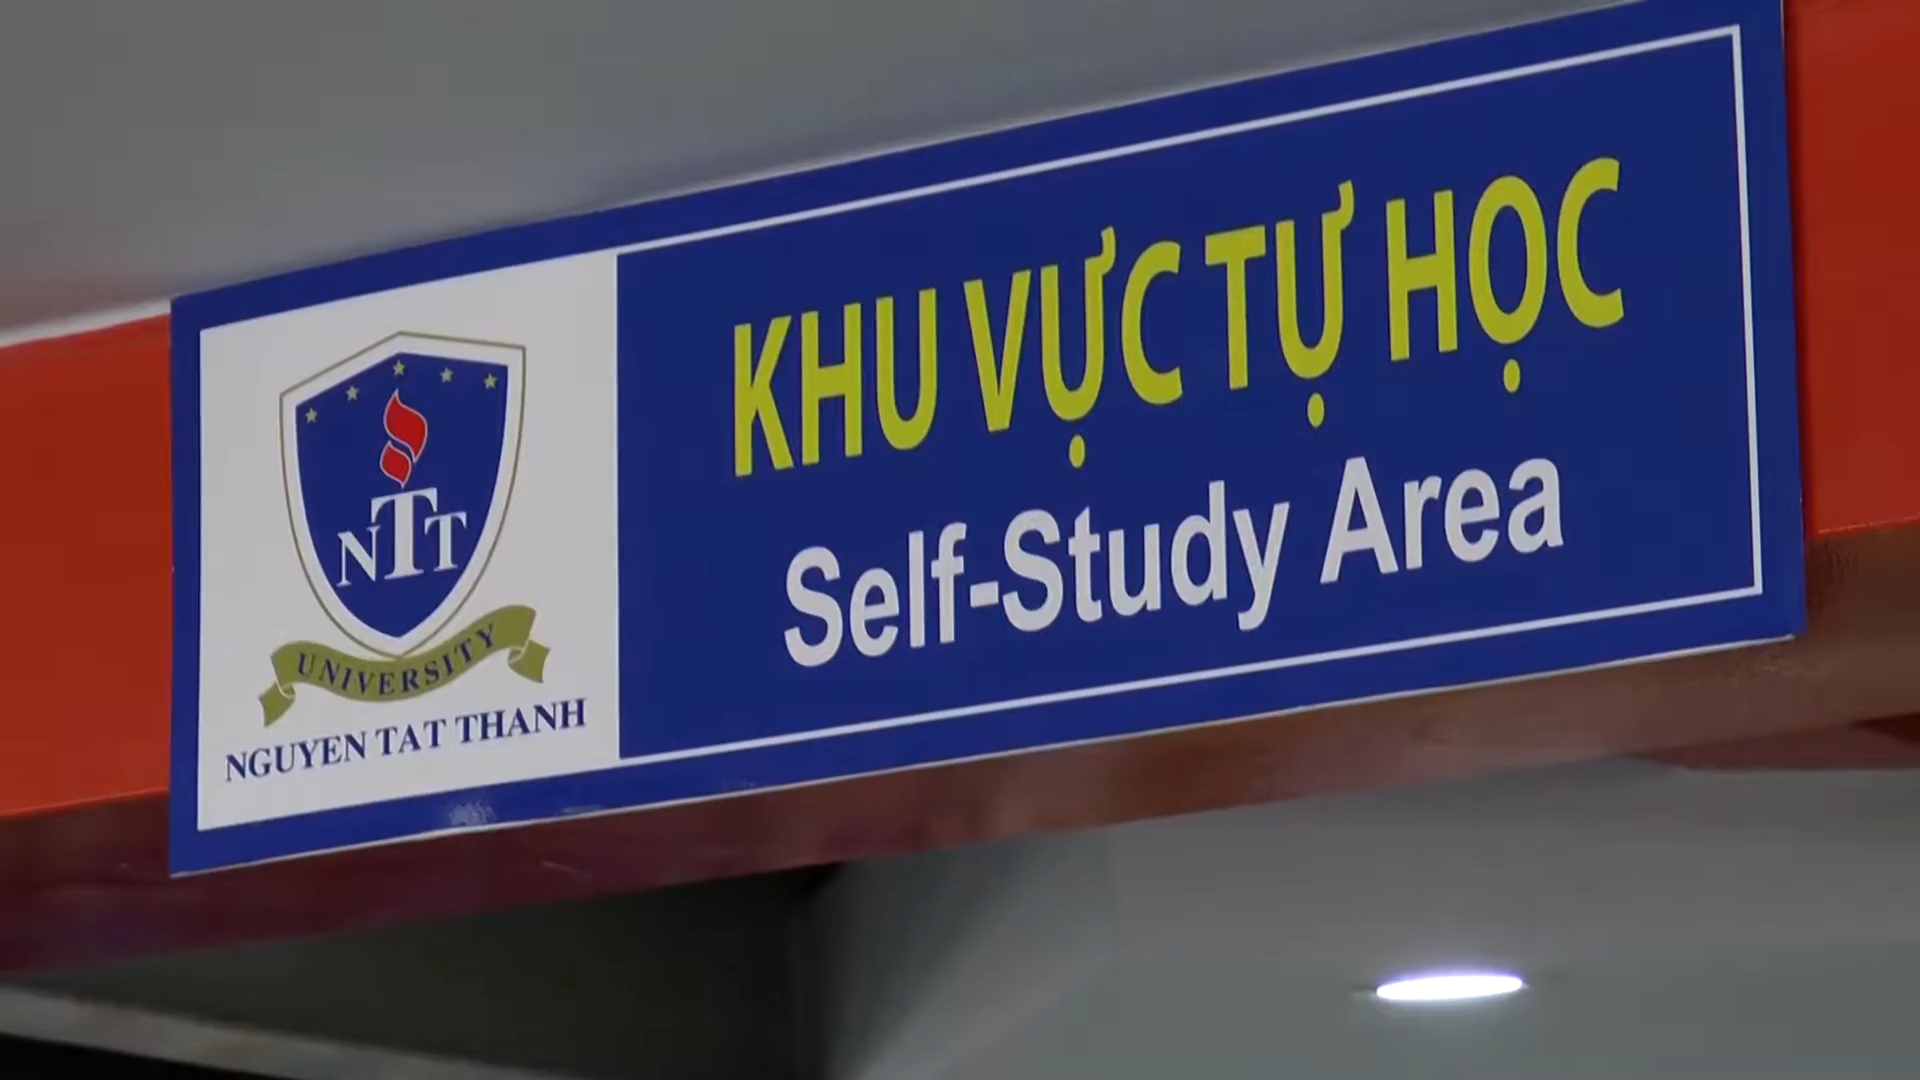 NTT
UNIVERSITY
NGUYEN TAT THANH
KHU VỰC TỰ HỌC
Self-Study Area